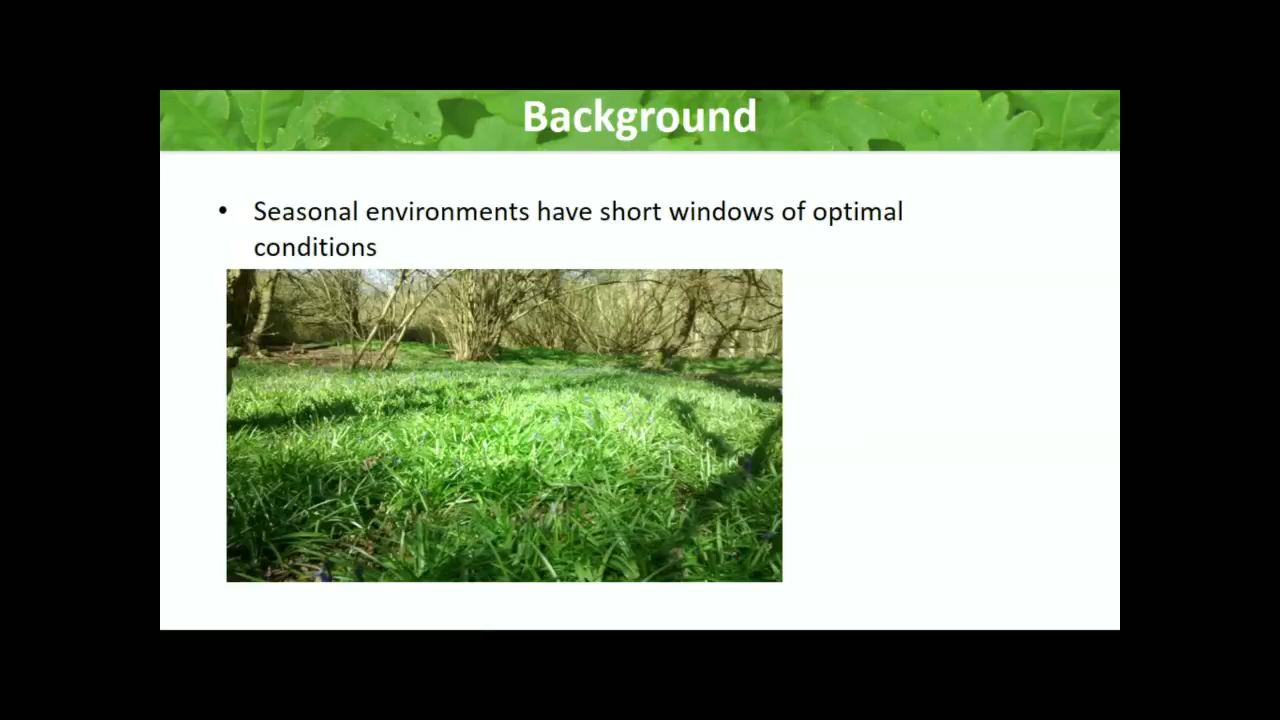 Background
• Seasonal environments have short windows of optimal
conditions